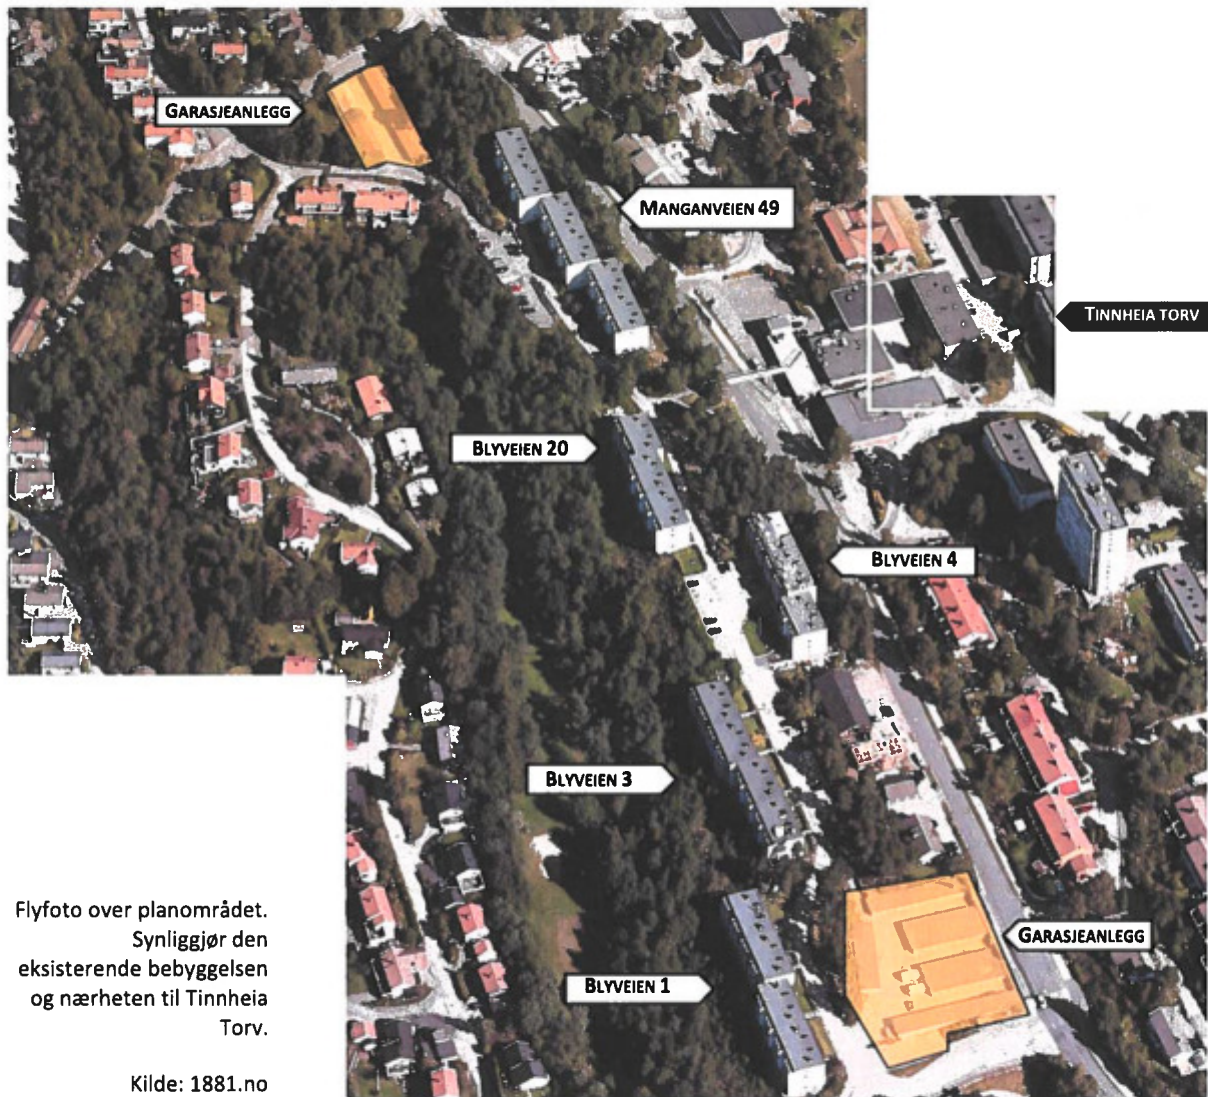 GARASJEANLEGG
MANGANVEIEN 49
TINNHEIA TORV
BLYVEIEN 20
BLYVEIEN 4
BLYVEIEN 3
GARASJEANLEGG
BLYVEIEN 1
Flyfoto over planområdet.
Synliggjør den
eksisterende bebyggelsen
og nærheten til Tinnheia
Torv.
Kilde: 1881.no